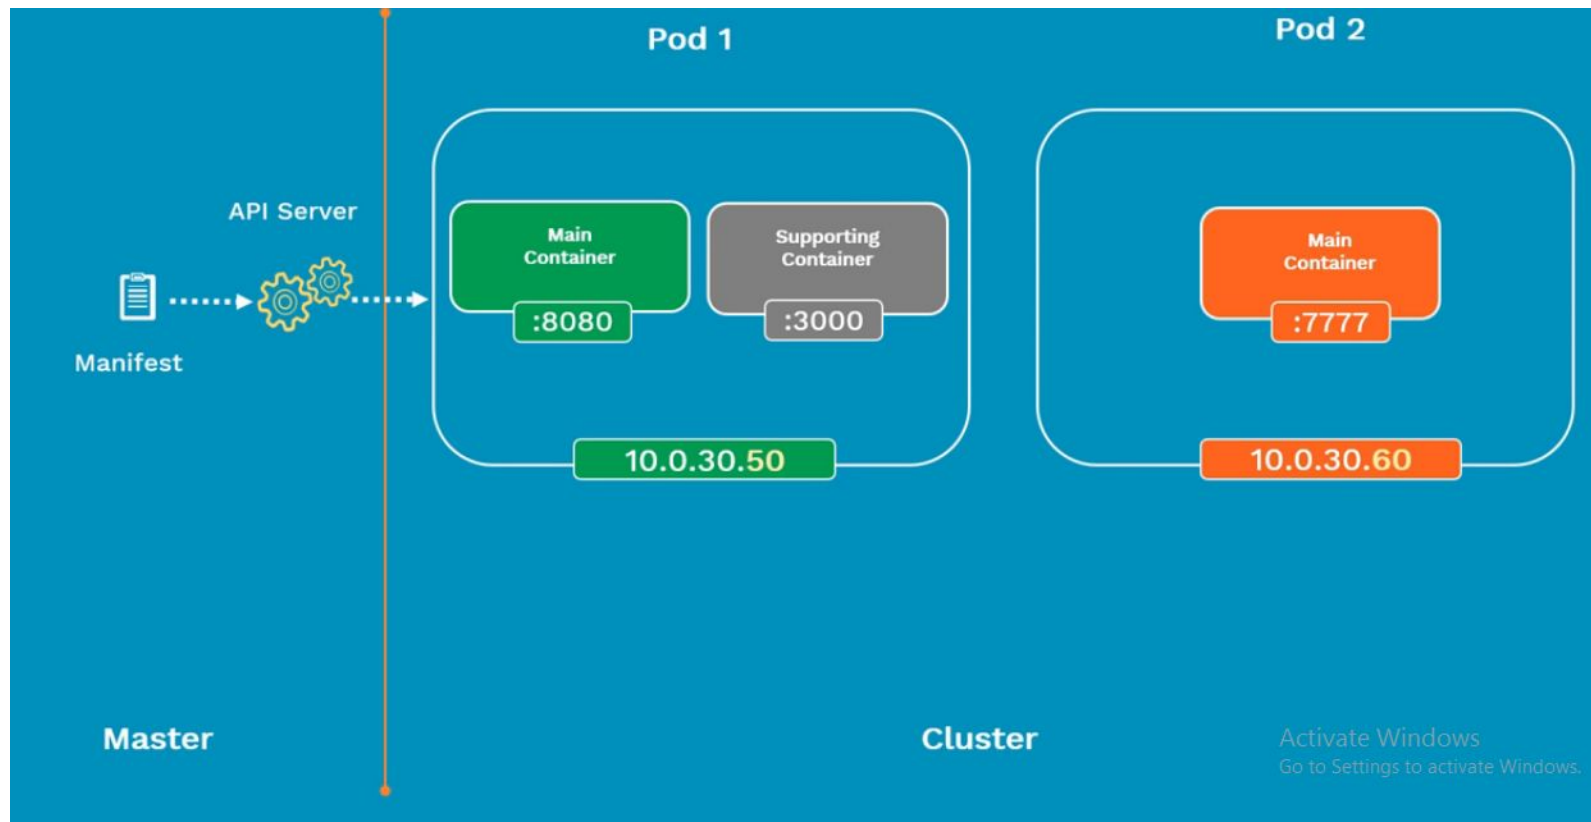 Pod 1
Pod 2
API Server
Manifest
Main
Container
:8080
Supporting
Container
:3000
10.0.30.50
Main
Container
:7777
10.0.30.60
Master
Cluster
Activate Windows
Go to Settings to activate Windows.